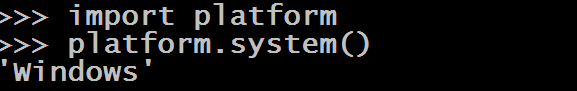 >>> import platform
>>> platform.system()
'Windows'